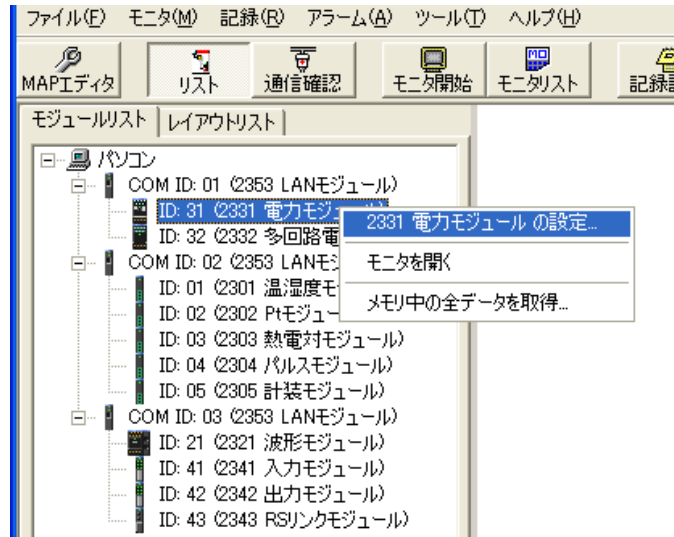 ファイル(F) モニタ(M) 記録(R) アラーム(A) ツール(T) ヘルプ(H)
MAPエディタ リスト 通信確認 モニタ開始 モニタリスト
モジュールリスト レイアウトリスト
パソコン
COM ID: 01 (2353 LANモジュール)
ID: 31 (2331 電力モジ
2331 電力モジュール の設定...
ID: 32 (2332 多回路電
COM ID: 02 (2353 LANモジ
モニタを開く
ID: 01 (2301 温湿度モ
メモリ中の全データを取得...
ID: 02 (2302 Ptモジュー
ID: 03 (2303 熱電対モジュール)
ID: 04 (2304 パルスモジュール)
ID: 05 (2305 計装モジュール)
COM ID: 03 (2353 LANモジュール)
ID: 21 (2321 波形モジュール)
ID: 41 (2341 入力モジュール)
ID: 42 (2342 出力モジュール)
ID: 43 (2343 RSリンクモジュール)